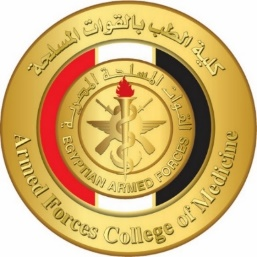 كلية الطب بالقوات المسلحة
القوات المسلحة المصرية
EGYPTIAN ARMED FORCES
Armed Forces College of Medicine